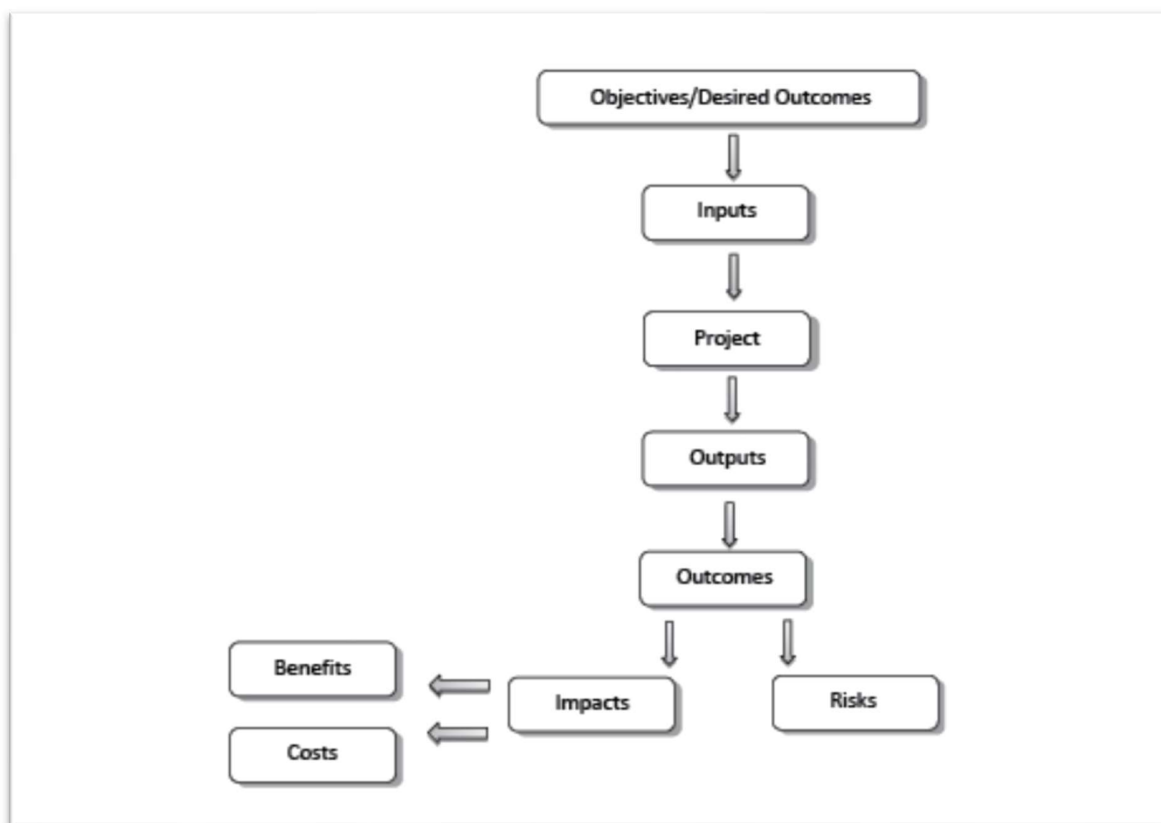 Objectives/Desired Outcomes
Inputs
Project
Outputs
Outcomes
Benefits
Impacts
Risks
Costs